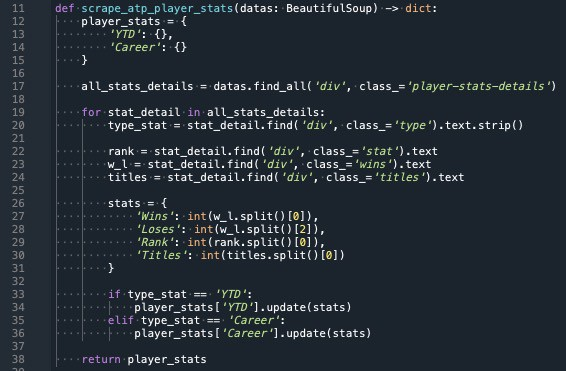 11 def scrape_atp_player_stats(datas: BeautifulSoup) -> dict:
12     player_stats = {
13         'YTD': {},
14         'Career': {}
15     }
16
17     all_stats_details = datas.find_all('div', class_='player-stats-details')
18
19     for stat_detail in all_stats_details:
20         type_stat = stat_detail.find('div', class_='type').text.strip()
21
22         rank = stat_detail.find('div', class_='stat').text
23         w_l = stat_detail.find('div', class_='wins').text
24         titles = stat_detail.find('div', class_='titles').text
25
26         stats = {
27             'Wins': int(w_l.split()[0]),
28             'Loses': int(w_l.split()[2]),
29             'Rank': int(rank.split()[0]),
30             'Titles': int(titles.split()[0])
31         }
32
33         if type_stat == 'YTD':
34             player_stats['YTD'].update(stats)
35         elif type_stat == 'Career':
36             player_stats['Career'].update(stats)
37
38     return player_stats